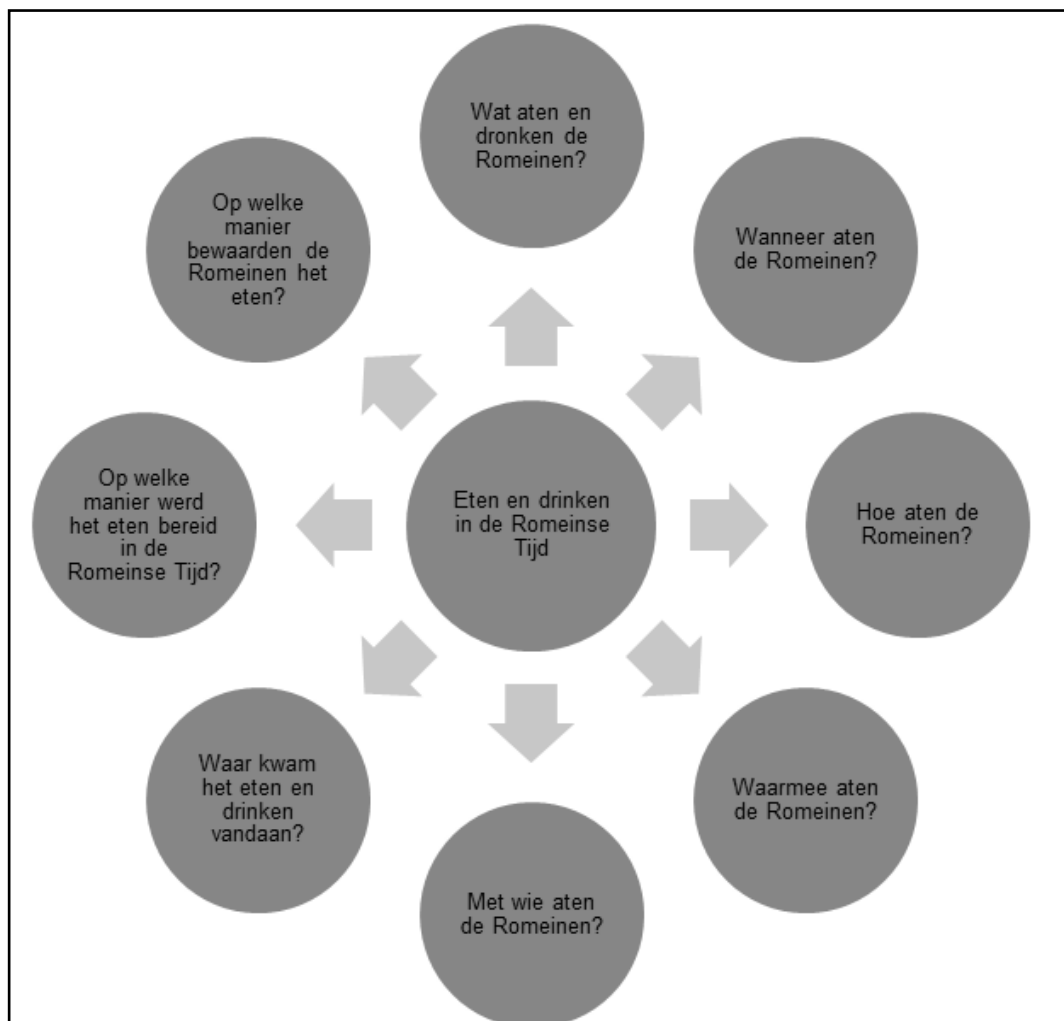 Wat aten en
dronken de
Romeinen?
Wanneer aten
de Romeinen?
Hoe aten de
Romeinen?
Waarmee aten
de Romeinen?
Met wie aten
de Romeinen?
Waar kwam
het eten en
drinken
vandaan?
Op welke
manier werd
het eten bereid
in de
Romeinse Tijd?
Op welke
manier
bewaarden de
Romeinen het
eten?
Eten en drinken
in de Romeinse
Tijd